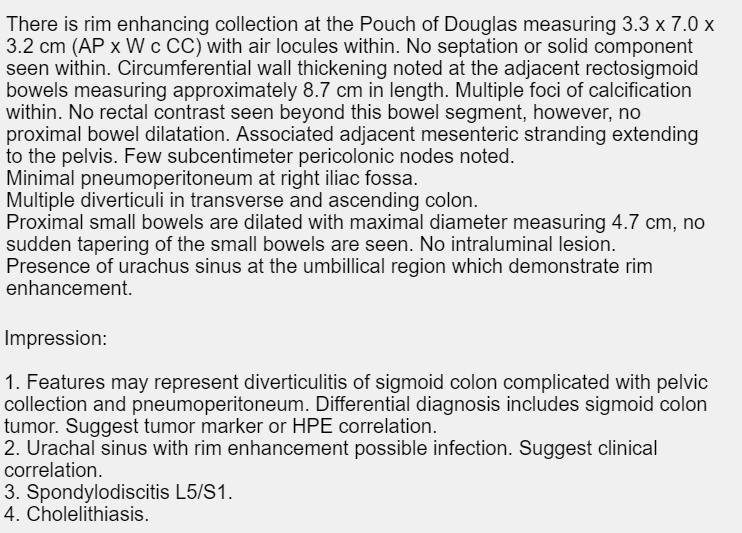 There is rim enhancing collection at the Pouch of Douglas measuring 3.3 x 7.0 x
3.2 cm (AP x W c CC) with air locules within. No septation or solid component
seen within. Circumferential wall thickening noted at the adjacent rectosigmoid
bowels measuring approximately 8.7 cm in length. Multiple foci of calcification
within. No rectal contrast seen beyond this bowel segment, however, no
proximal bowel dilatation. Associated adjacent mesenteric stranding extending
to the pelvis. Few subcentimeter pericolonic nodes noted.
Minimal pneumoperitoneum at right iliac fossa.
Multiple diverticuli in transverse and ascending colon.
Proximal small bowels are dilated with maximal diameter measuring 4.7 cm, no
sudden tapering of the small bowels are seen. No intraluminal lesion.
Presence of urachus sinus at the umbillical region which demonstrate rim
enhancement.
Impression:
1. Features may represent diverticulitis of sigmoid colon complicated with pelvic
collection and pneumoperitoneum. Differential diagnosis includes sigmoid colon
tumor. Suggest tumor marker or HPE correlation.
2. Urachal sinus with rim enhancement possible infection. Suggest clinical
correlation.
3. Spondylodiscitis L5/S1.
4. Cholelithiasis.